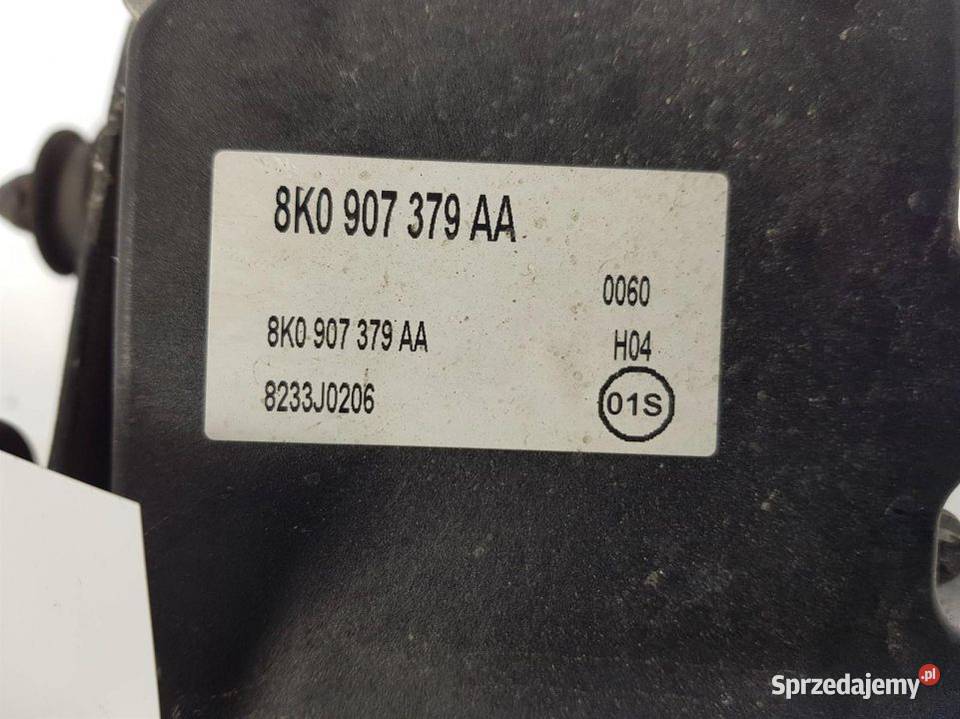 8K0 907 379 AA
0060
8K0 907 379 AA
H04
8233J0206
01S
Sprzedajemy.pl